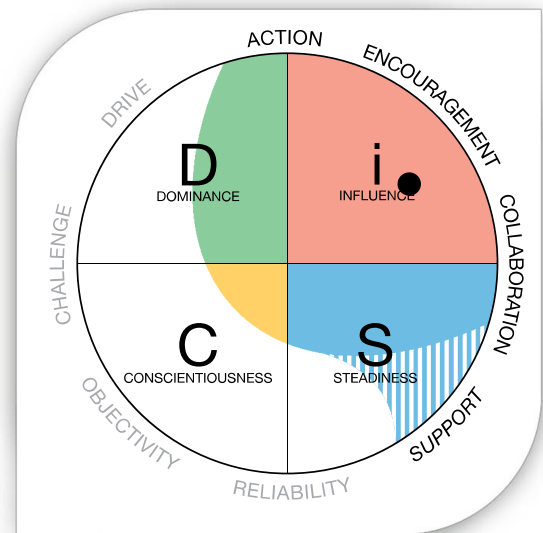 ACTION
ENCOURAGEMENT
DRIVE
D
DOMINANCE
i
INFLUENCE
CHALLENGE
COLLABORATION
C
CONSCIENTIOUSNESS
S
STEADINESS
OBJECTIVITY
SUPPORT
RELIABILITY